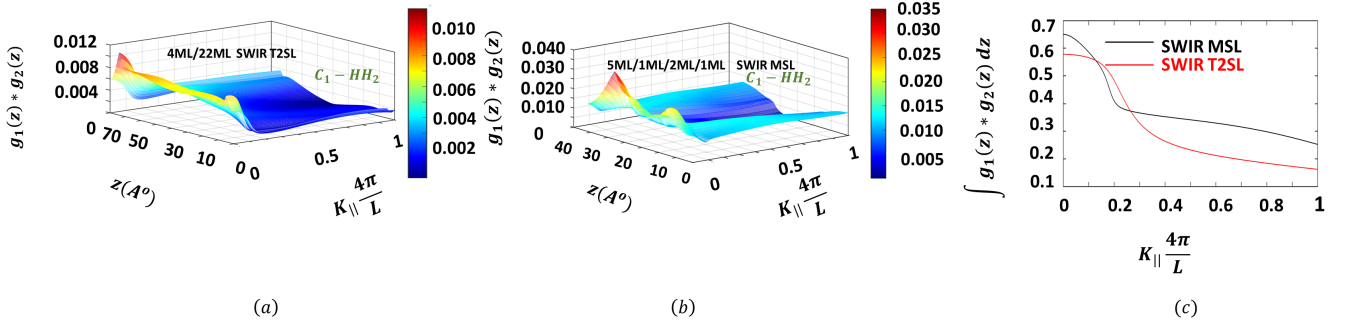 g₁(z) * g₂(z)
0.012
0.008
0.004
0
4ML/22ML SWIR T2SL
C₁ − HH₂
70
50
30
10
0
z(Aᵒ)
0
0.5
1
K∥ 4π/L
0.010
0.008
0.006
0.004
0.002
(a)
g₁(z) * g₂(z)
0.040
0.030
0.020
0.010
0
5ML/1ML/2ML/1ML SWIR MSL
C₁ − HH₂
40
30
20
10
0
z(Aᵒ)
0
0.5
1
K∥ 4π/L
0.035
0.030
0.025
0.020
0.015
0.010
0.005
(b)
∫ g₁(z) * g₂(z) dz
0.7
0.6
0.5
0.4
0.3
0.2
0.1
SWIR MSL
SWIR T2SL
0 0.2 0.4 0.6 0.8 1
K∥ 4π/L
(c)